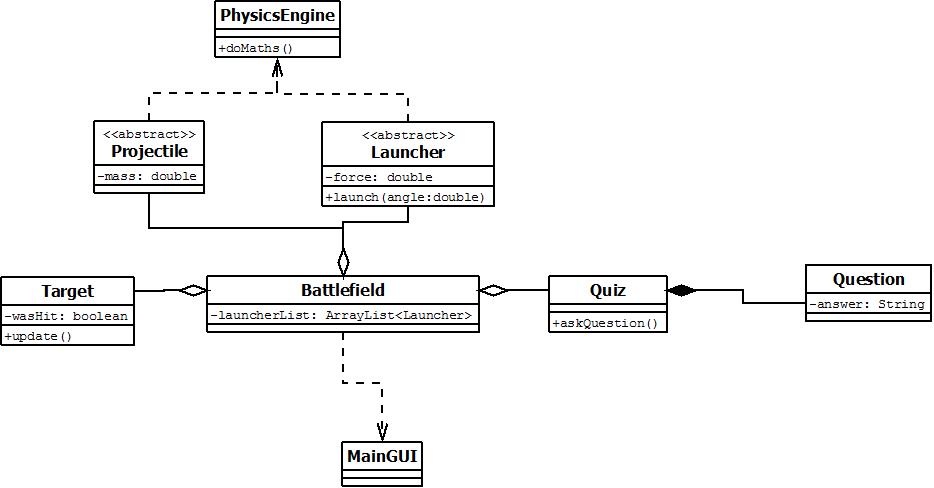 PhysicsEngine
+doMaths()
<<abstract>>
Projectile
-mass: double
<<abstract>>
Launcher
-force: double
+launch(angle:double)
Target
-wasHit: boolean
+update()
Battlefield
-launcherList: ArrayList<Launcher>
Quiz
+askQuestion()
Question
-answer: String
MainGUI